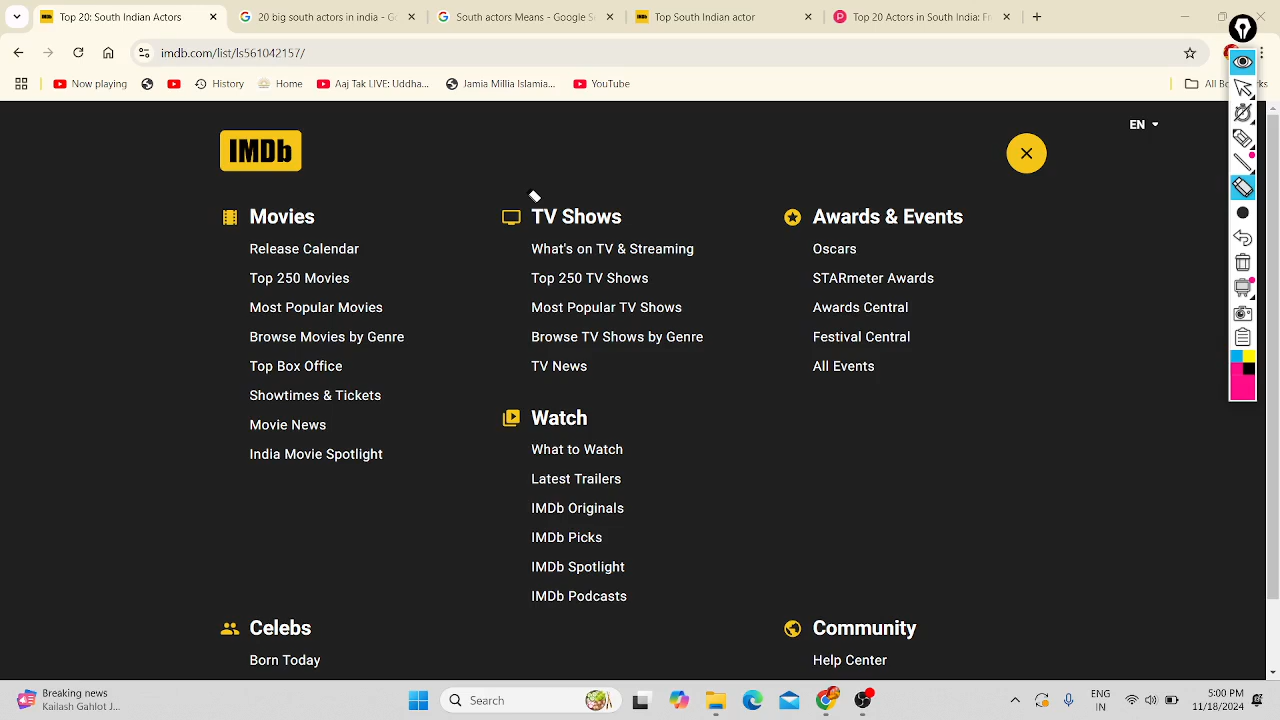 Top 20: South Indian Actors
20 big south actors in india - G
South Actors Means - Google S
Top South Indian
Top 20 Actors in South India: Fr
imdb.com/list/ls561042157/
Now playing
History
Home
Aaj Tak LIVE: Uddha...
Jamia Millia Islamia...
YouTube
IMDb
EN
Movies
Release Calendar
Top 250 Movies
Most Popular Movies
Browse Movies by Genre
Top Box Office
Showtimes & Tickets
Movie News
India Movie Spotlight
TV Shows
What's on TV & Streaming
Top 250 TV Shows
Most Popular TV Shows
Browse TV Shows by Genre
TV News
Watch
What to Watch
Latest Trailers
IMDb Originals
IMDb Picks
IMDb Spotlight
IMDb Podcasts
Awards & Events
Oscars
STARmeter Awards
Awards Central
Festival Central
All Events
Celebs
Born Today
Community
Help Center
Breaking news
Kailash Gahlot J...
Search
ENG
IN
5:00 PM
11/18/2024